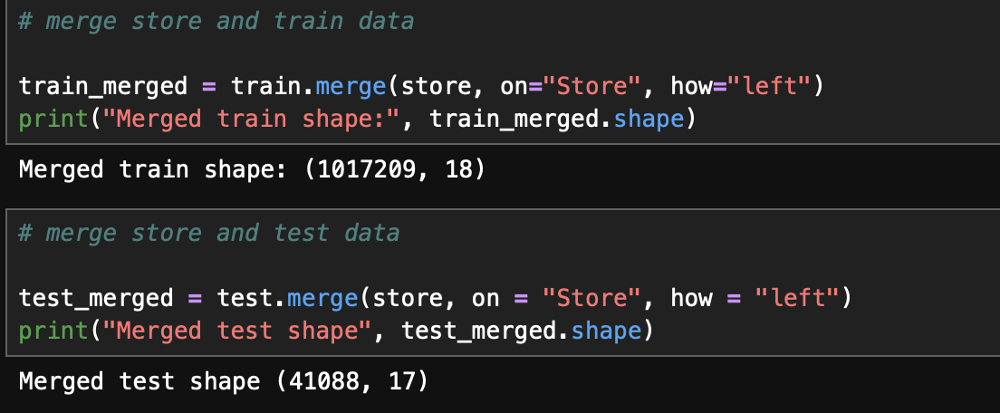 # merge store and train data
train_merged = train.merge(store, on="Store", how="left")
print("Merged train shape:", train_merged.shape)
Merged train shape: (1017209, 18)
# merge store and test data
test_merged = test.merge(store, on = "Store", how = "left")
print("Merged test shape", test_merged.shape)
Merged test shape (41088, 17)